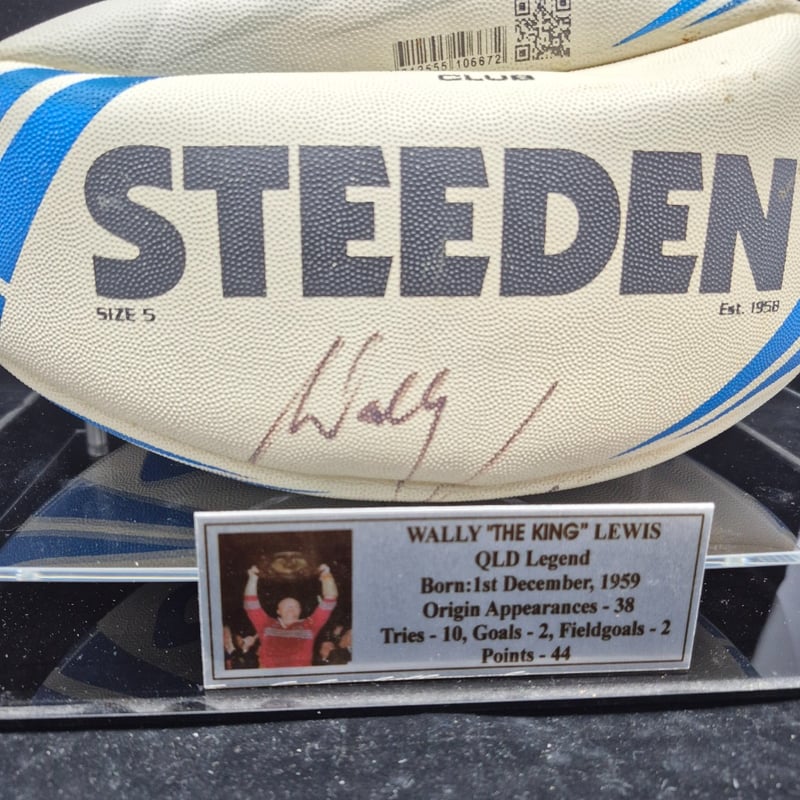 106672
CLUB
STEEDEN
SIZE 5
Est. 1958
Wally
WALLY "THE KING" LEWIS
QLD Legend
Born:1st December, 1959
Origin Appearances - 38
Tries - 10, Goals - 2, Fieldgoals - 2
Points - 44